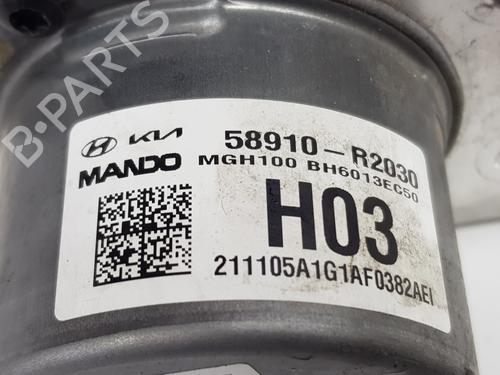 KIA 58910-R2030
MANDO MGH100 BH6013EC50
H03
211105A1G1AF0382AEI
B-Parts